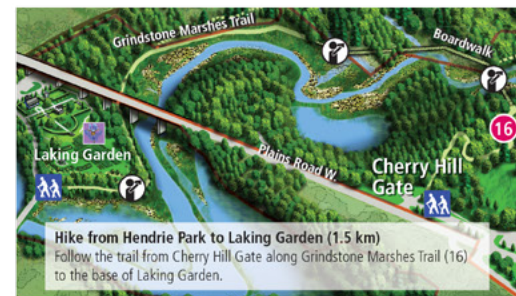 Grindstone Marshes Trail
Boardwalk
16
Laking Garden
Plains Road W.
Cherry Hill
Gate
Hike from Hendrie Park to Laking Garden (1.5 km)
Follow the trail from Cherry Hill Gate along Grindstone Marshes Trail (16)
to the base of Laking Garden.